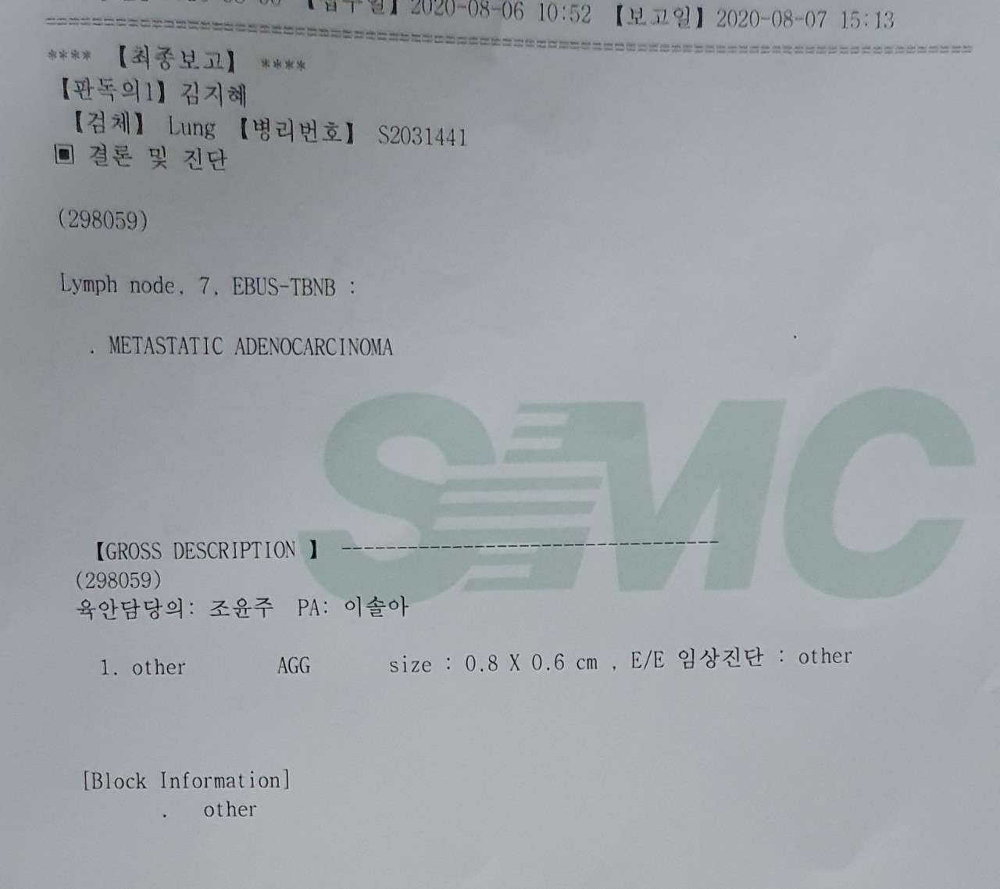 【접수일】 2020-08-06 10:52 【보고일】 2020-08-07 15:13
**** 【최종보고】 ****
【판독의1】 김지혜
【검체】 Lung 【병리번호】 S2031441
▣ 결론 및 진단
(298059)
Lymph node, 7, EBUS-TBNB :
. METASTATIC ADENOCARCINOMA
SMC
【GROSS DESCRIPTION 】 ----------------------------------
(298059)
육안담당의: 조윤주 PA: 이솔아
1. other AGG size : 0.8 X 0.6 cm , E/E 임상진단 : other
[Block Information]
. other